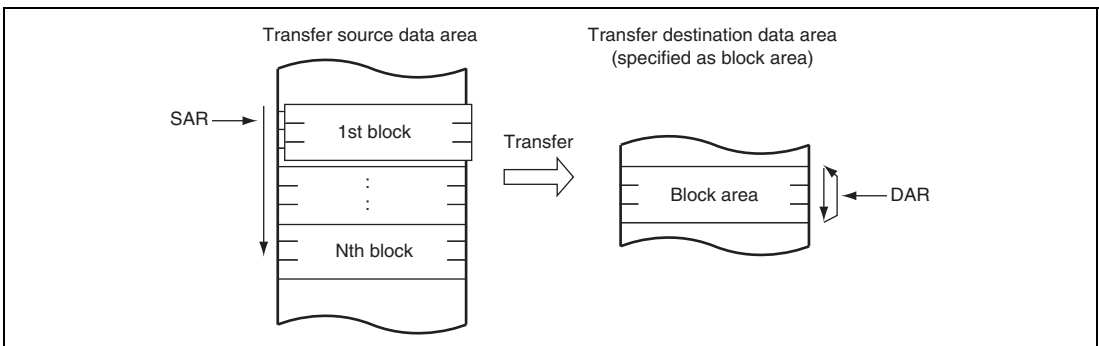 Transfer source data area
Transfer destination data area
(specified as block area)
SAR
1st block
Transfer
⋮
Block area
DAR
Nth block